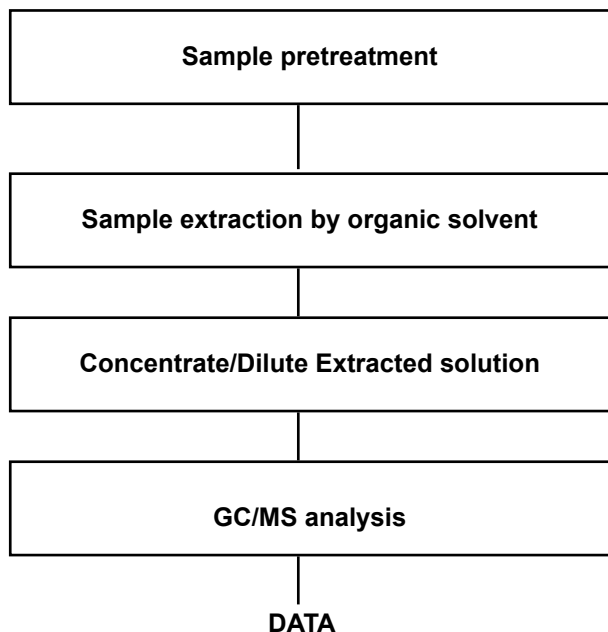 Sample pretreatment
Sample extraction by organic solvent
Concentrate/Dilute Extracted solution
GC/MS analysis
DATA